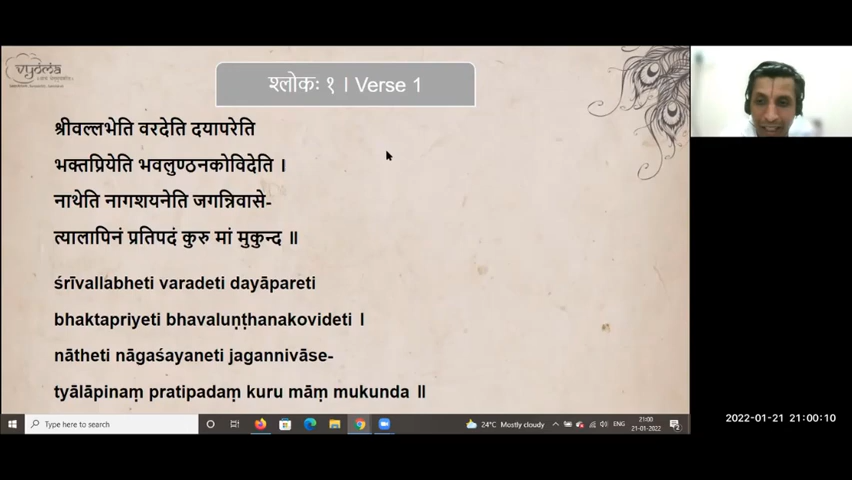 vyoma
श्लोकः १ । Verse 1
श्रीवल्लभेति वरदेति दयापरेति
भक्तप्रियेति भवलुण्ठनकोविदेति ।
नाथेति नागशयनेति जगन्निवासे-
त्यालापिनं प्रतिपदं कुरु मां मुकुन्द ॥
śrīvallabheti varadeti dayāpareti
bhaktapriyeti bhavaluṇṭhanakovideti ।
nātheti nāgaśayaneti jagannivāse-
tyālāpinaṃ pratipadaṃ kuru māṃ mukunda ॥
Type here to search
24°C Mostly cloudy
ENG
21:00
21-01-2022
2022-01-21 21:00:10